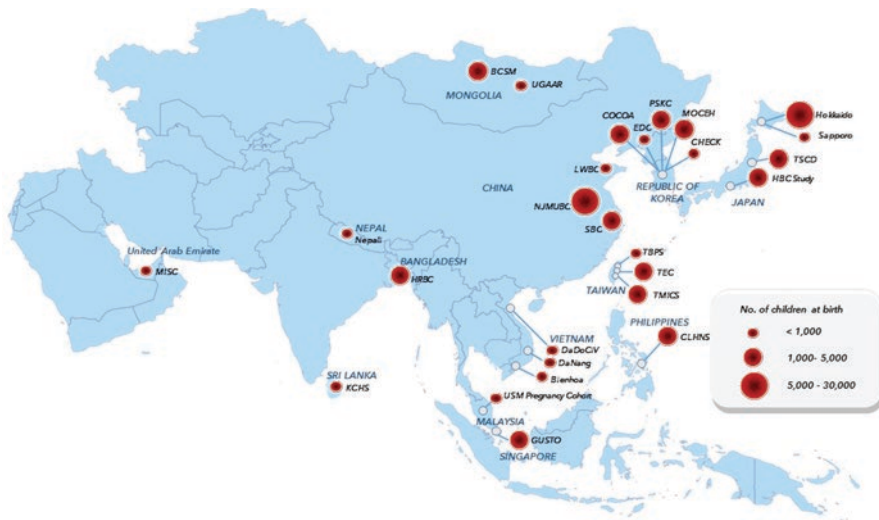 BCSM
UGAAR
MONGOLIA
PSKC
MOCEH
COCOA
EDC
CHECK
Hokkaido
Sapporo
TSCD
HBC Study
LWBC
REPUBLIC OF
KOREA
JAPAN
CHINA
NJMUBC
SBC
NEPAL
Nepali
United Arab Emirate
MISC
BANGLADESH
HRBC
TBPS
TEC
TAIWAN
TMICS
No. of children at birth
< 1,000
1,000- 5,000
5,000 - 30,000
PHILIPPINES
CLHNS
VIETNAM
DaDoCiV
DaNang
Bienhoa
SRI LANKA
KCHS
USM Pregnancy Cohort
MALAYSIA
GUSTO
SINGAPORE